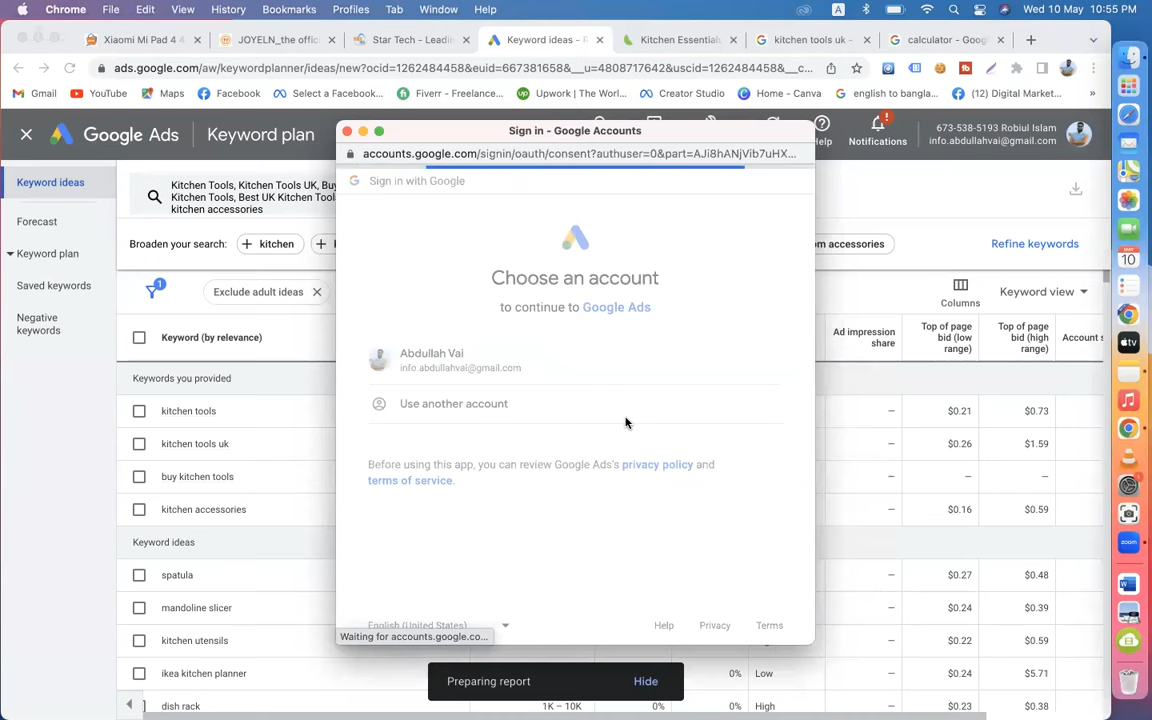 Chrome File Edit View History Bookmarks Profiles Tab Window Help A Wed 10 May 10:55 PM
Xiaomi Mi Pad 4 4
JOYELN_the offici
Star Tech - Leadin
Keyword ideas - F
Kitchen Essential
kitchen tools uk -
calculator - Goog
ads.google.com/aw/keywordplanner/ideas/new?ocid=1262484458&euid=667381658&__u=4808717642&uscid=1262484458&__c...
Gmail YouTube Maps Facebook Select a Facebook... Fiverr - Freelance... Upwork | The Worl... Creator Studio Home - Canva english to bangla... (12) Digital Market... »
Google Ads Keyword plan
Help
Notifications
673-538-5193 Robiul Islam
info.abdullahvai@gmail.com
Keyword ideas
Forecast
Keyword plan
Saved keywords
Negative
keywords
Kitchen Tools, Kitchen Tools UK, Buy
Kitchen Tools, Best UK Kitchen Tool
kitchen accessories
Broaden your search: kitchen
om accessories
Refine keywords
1
Exclude adult ideas
Columns
Keyword view
Keyword (by relevance)
Ad impression
share
Top of page
bid (low
range)
Top of page
bid (high
range)
Account s
Keywords you provided
kitchen tools – $0.21 $0.73
kitchen tools uk – $0.26 $1.59
buy kitchen tools – – –
kitchen accessories – $0.16 $0.59
Keyword ideas
spatula – $0.27 $0.48
mandoline slicer – $0.24 $0.39
kitchen utensils – $0.22 $0.59
ikea kitchen planner 0% Low – $0.24 $5.71
dish rack 1K – 10K 0% High – $0.23 $0.38
Sign in - Google Accounts
accounts.google.com/signin/oauth/consent?authuser=0&part=AJi8hANjVib7uHX...
Sign in with Google
Choose an account
to continue to Google Ads
Abdullah Vai
info.abdullahvai@gmail.com
Use another account
Before using this app, you can review Google Ads's privacy policy and
terms of service.
English (United States)
Help Privacy Terms
Waiting for accounts.google.co...
Preparing report Hide
10
tv
zoom
W